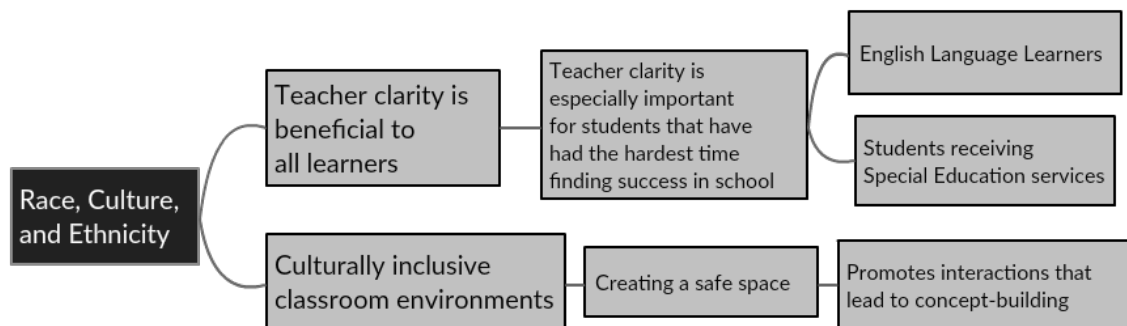 Race, Culture,
and Ethnicity
Teacher clarity is
beneficial to
all learners
Teacher clarity is
especially important
for students that have
had the hardest time
finding success in school
English Language Learners
Students receiving
Special Education services
Culturally inclusive
classroom environments
Creating a safe space
Promotes interactions that
lead to concept-building